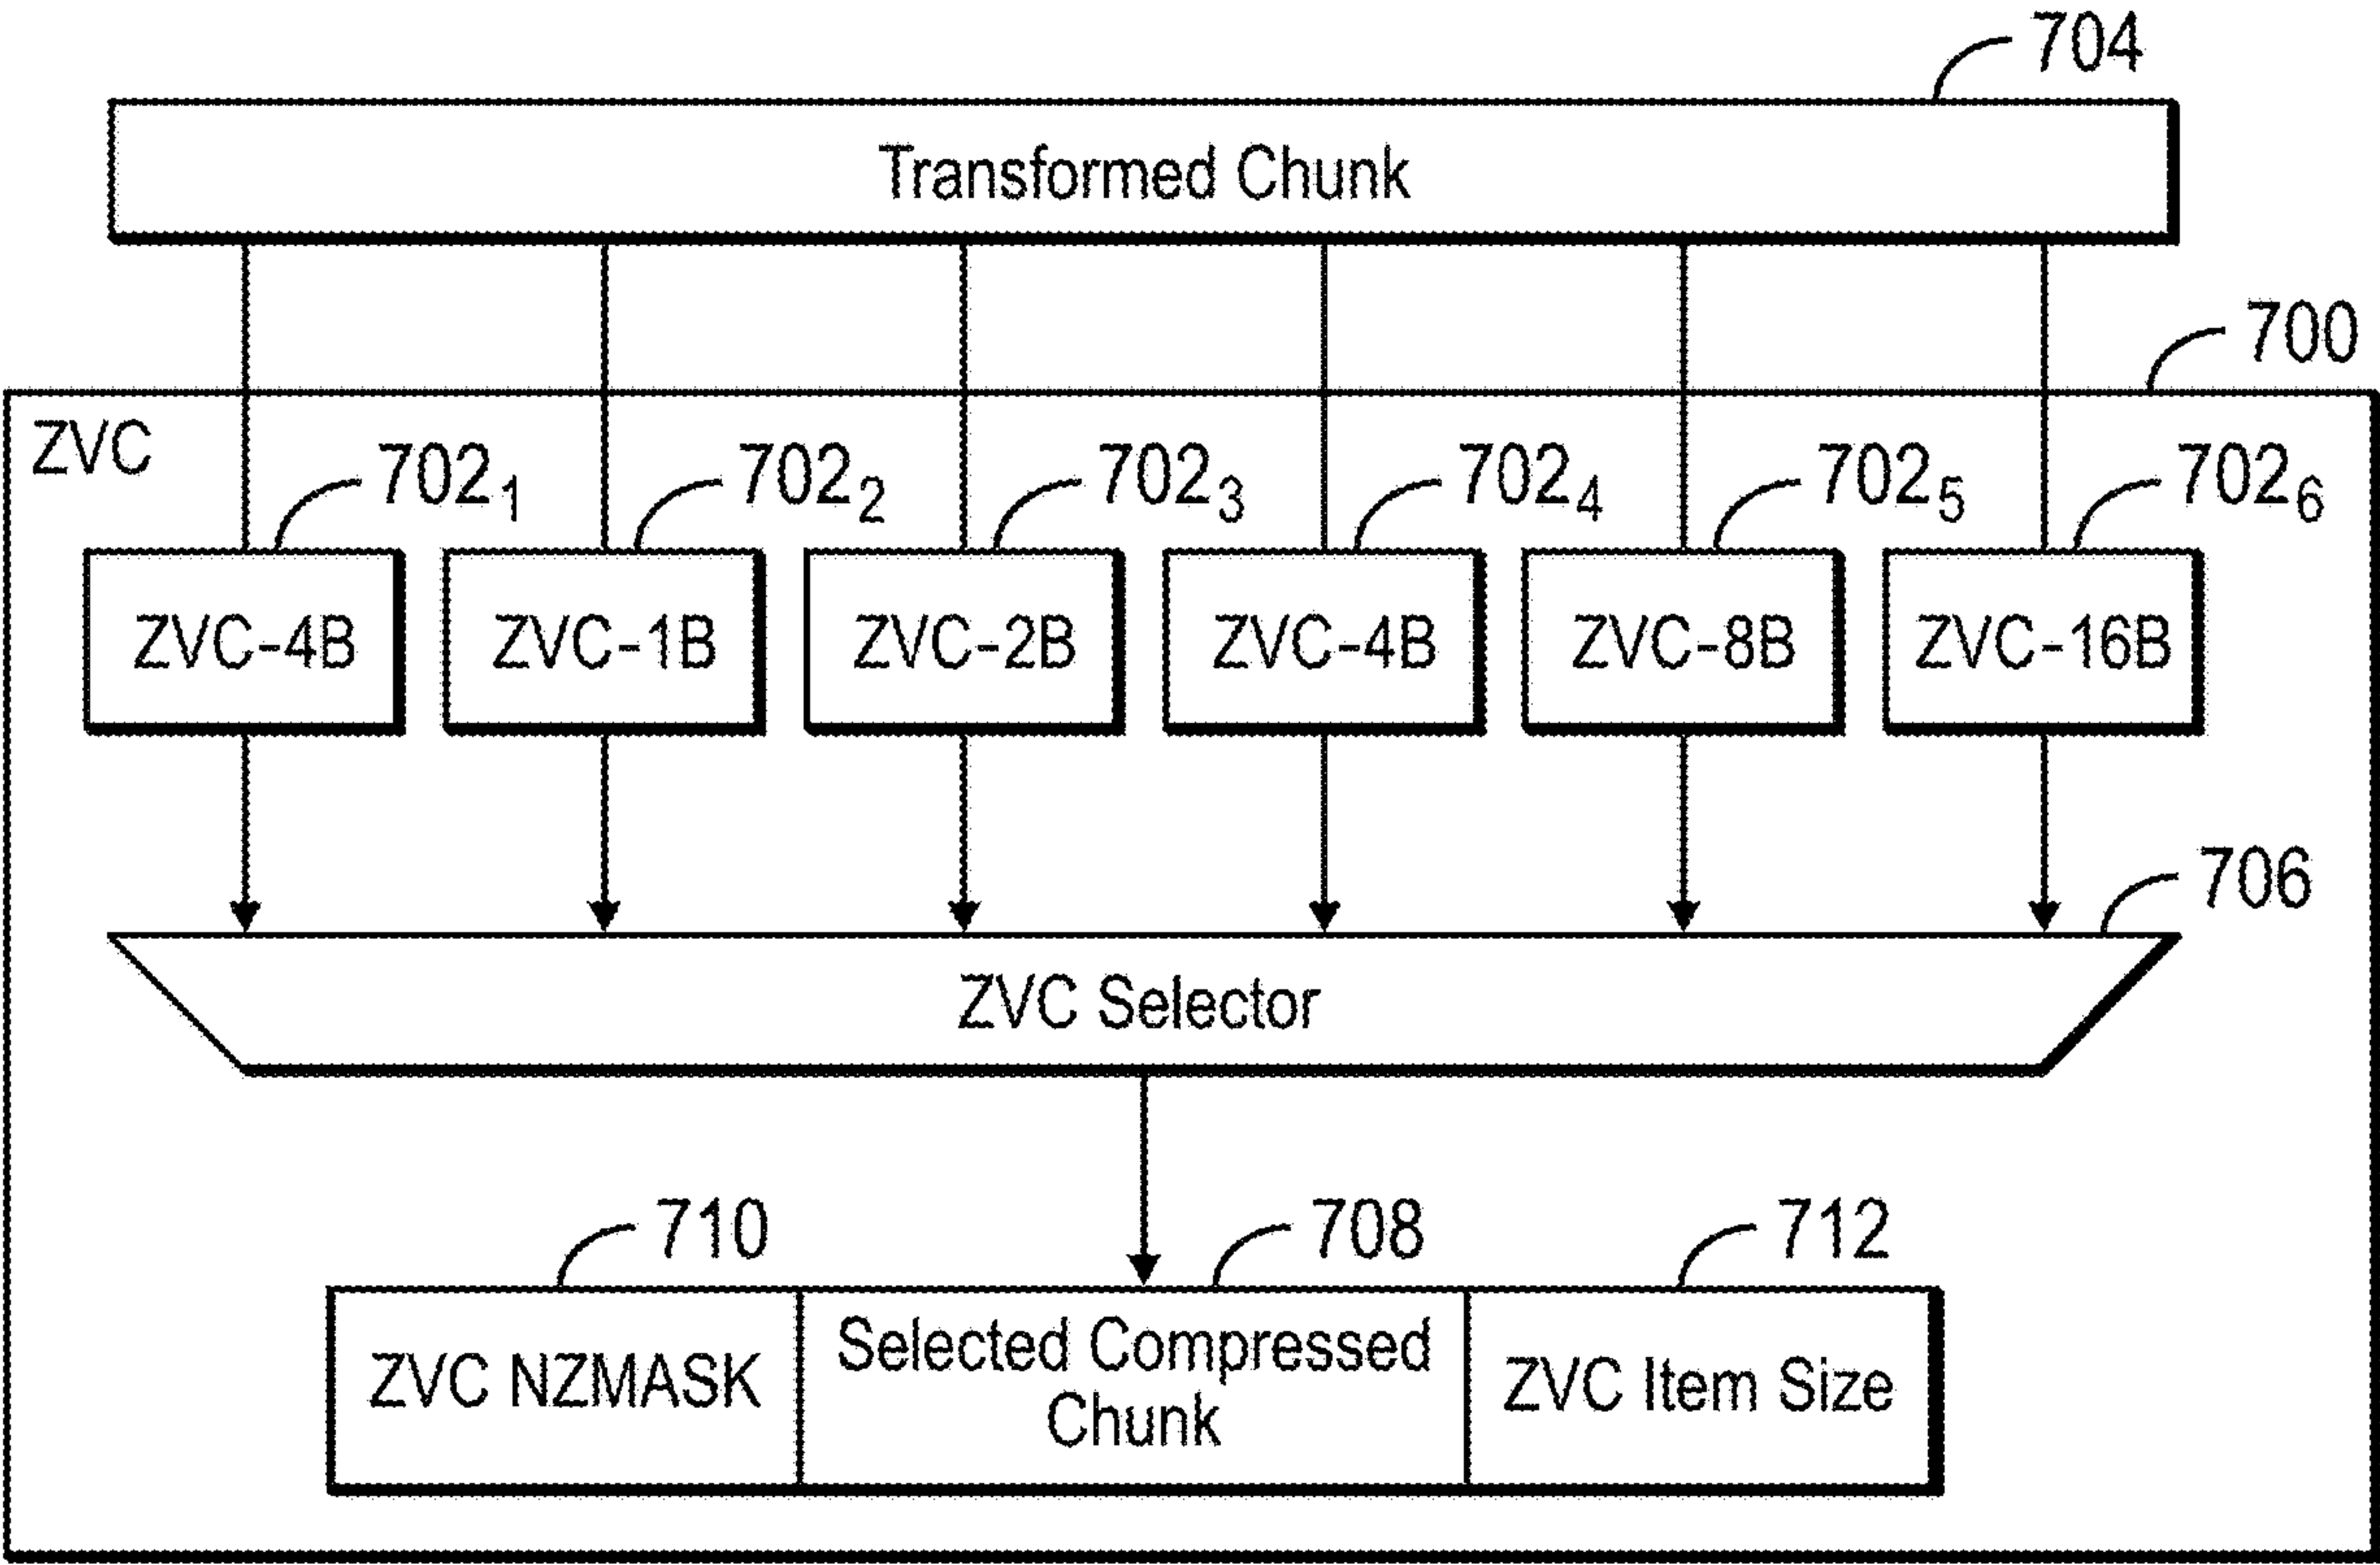 704
Transformed Chunk
700
ZVC
702₁ 702₂ 702₃ 702₄ 702₅ 702₆
ZVC-4B ZVC-1B ZVC-2B ZVC-4B ZVC-8B ZVC-16B
706
ZVC Selector
710 708 712
ZVC NZMASK
Selected Compressed
Chunk
ZVC Item Size